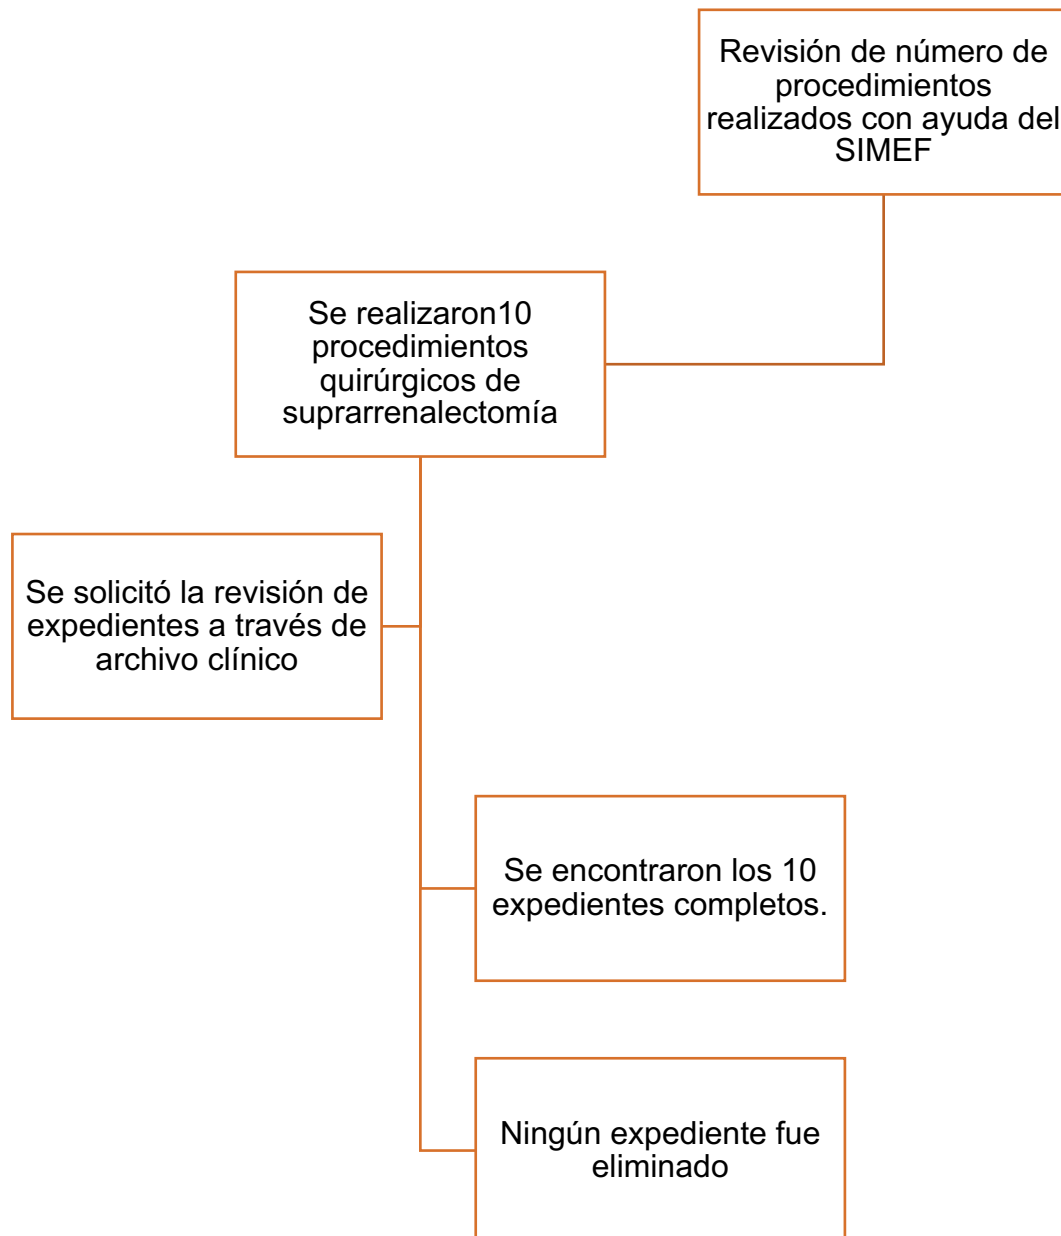 Revisión de número de
procedimientos
realizados con ayuda del
SIMEF
Se realizaron10
procedimientos
quirúrgicos de
suprarrenalectomía
Se solicitó la revisión de
expedientes a través de
archivo clínico
Se encontraron los 10
expedientes completos.
Ningún expediente fue
eliminado